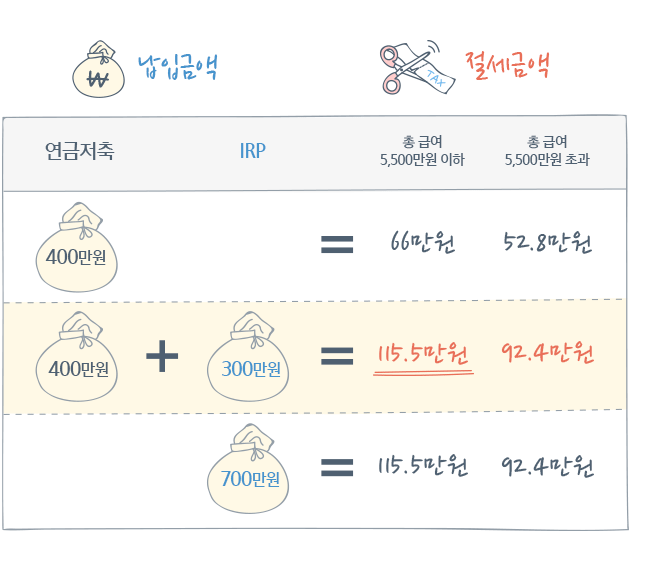 ₩ 납입금액
TAX 절세금액
연금저축 IRP 총 급여 5,500만원 이하 총 급여 5,500만원 초과
400만원 = 66만원 52.8만원
400만원 + 300만원 = 115.5만원 92.4만원
700만원 = 115.5만원 92.4만원